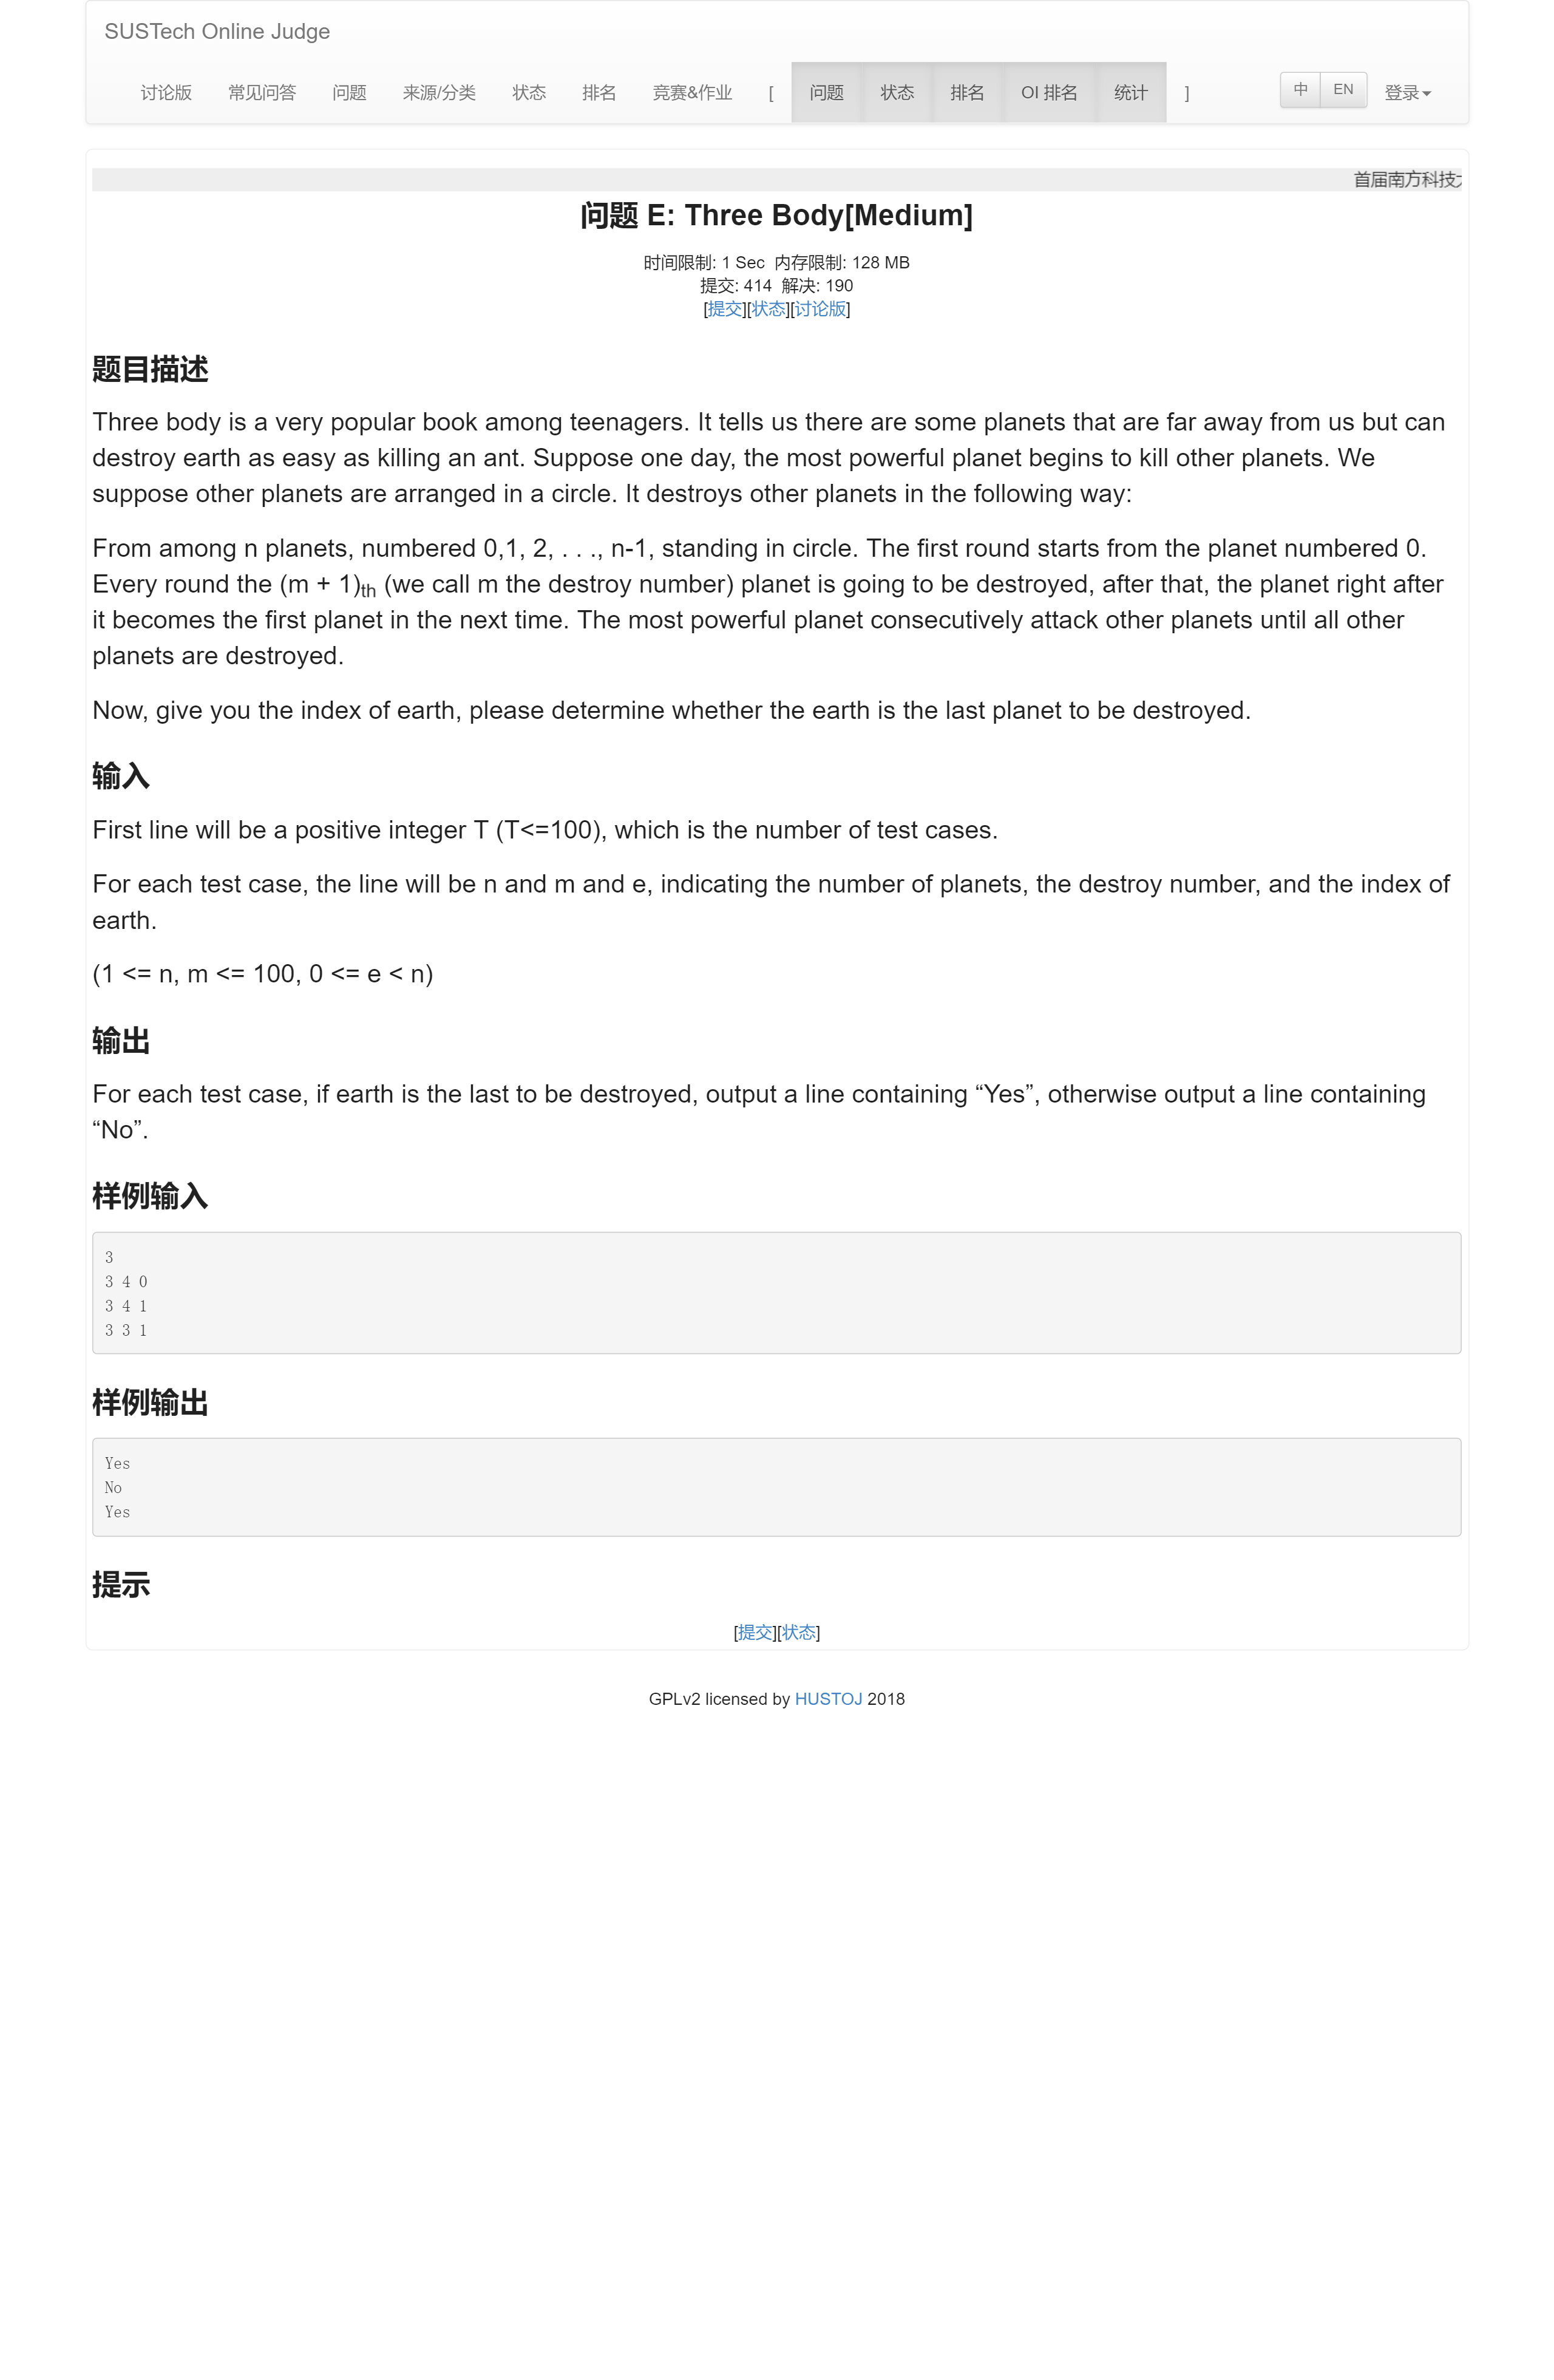 SUSTech Online Judge
讨论版 常见问答 问题 来源/分类 状态 排名 竞赛&作业 [ 问题 状态 排名 OI 排名 统计 ] 中 EN 登录
首届南方科技
问题 E: Three Body[Medium]
时间限制: 1 Sec 内存限制: 128 MB
提交: 414 解决: 190
[提交][状态][讨论版]
题目描述
Three body is a very popular book among teenagers. It tells us there are some planets that are far away from us but can
destroy earth as easy as killing an ant. Suppose one day, the most powerful planet begins to kill other planets. We
suppose other planets are arranged in a circle. It destroys other planets in the following way:
From among n planets, numbered 0,1, 2, . . ., n-1, standing in circle. The first round starts from the planet numbered 0.
Every round the (m + 1)th (we call m the destroy number) planet is going to be destroyed, after that, the planet right after
it becomes the first planet in the next time. The most powerful planet consecutively attack other planets until all other
planets are destroyed.
Now, give you the index of earth, please determine whether the earth is the last planet to be destroyed.
输入
First line will be a positive integer T (T<=100), which is the number of test cases.
For each test case, the line will be n and m and e, indicating the number of planets, the destroy number, and the index of
earth.
(1 <= n, m <= 100, 0 <= e < n)
输出
For each test case, if earth is the last to be destroyed, output a line containing “Yes”, otherwise output a line containing
“No”.
样例输入
3
3 4 0
3 4 1
3 3 1
样例输出
Yes
No
Yes
提示
[提交][状态]
GPLv2 licensed by HUSTOJ 2018